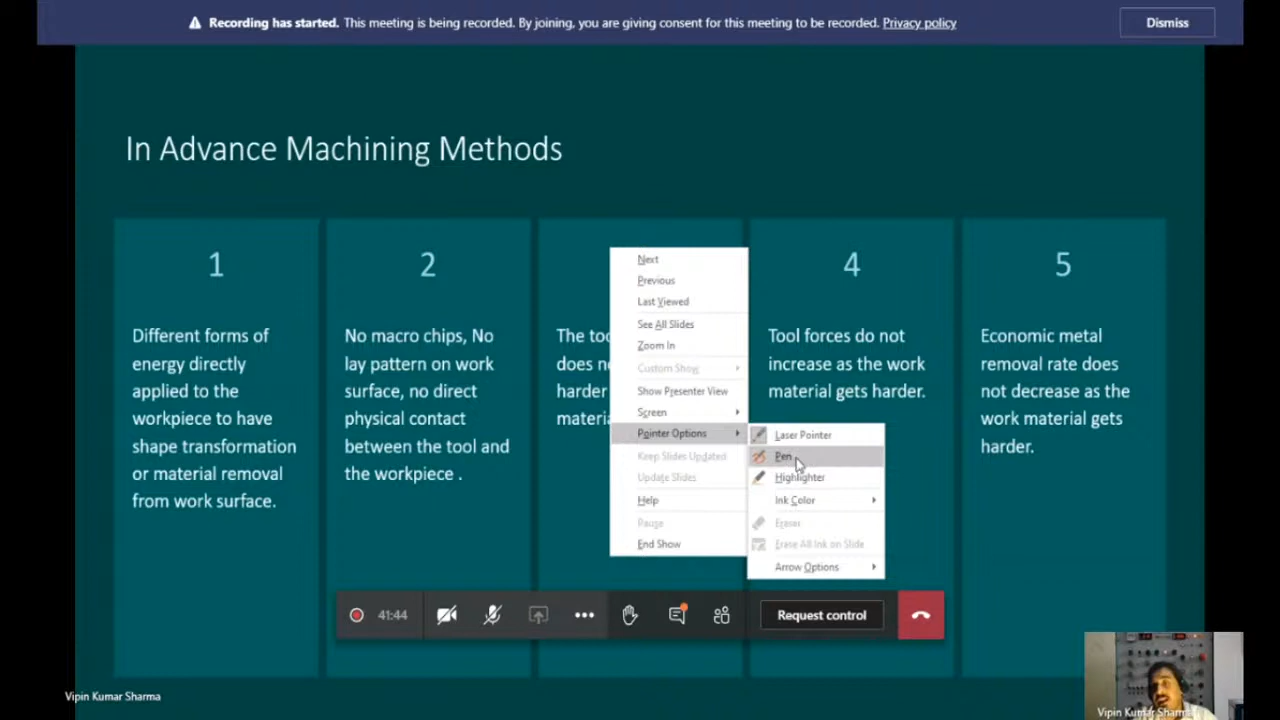 Recording has started. This meeting is being recorded. By joining, you are giving consent for this meeting to be recorded. Privacy policy
Dismiss
In Advance Machining Methods
1
Different forms of
energy directly
applied to the
workpiece to have
shape transformation
or material removal
from work surface.
2
No macro chips, No
lay pattern on work
surface, no direct
physical contact
between the tool and
the workpiece .
The
does
harder
4
Tool forces do not
increase as the work
material gets harder.
5
Economic metal
removal rate does
not decrease as the
work material gets
harder.
Next
Previous
Last Viewed
See All Slides
Zoom In
Custom Show
Show Presenter View
Screen
Pointer Options
Keep Slides Updated
Update Slides
Help
Pause
End Show
Laser Pointer
Pen
Highlighter
Ink Color
Eraser
Erase All Ink on Slide
Arrow Options
41:44
Request control
Vipin Kumar Sharma
Vipin Kumar Sharma